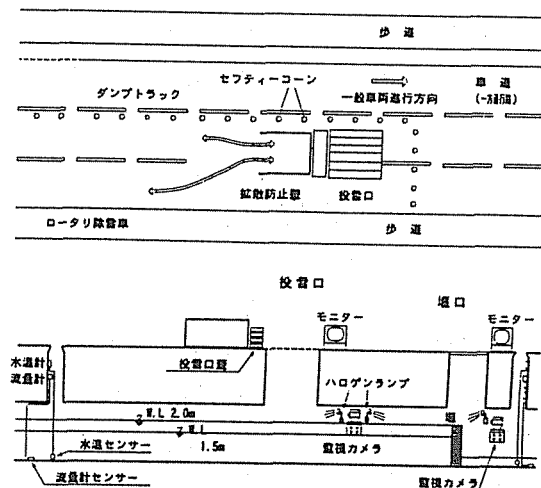 歩道
セフティーコーン
車道
ダンプトラック
一般車両進行方向
拡散防止壁
投雪口
ロータリ除雪車
歩道
投雪口
堰口
モニター
モニター
水温計
流量計
投雪口蓋
ハロゲンランプ
W.L 2.0m
堰
W.L
1.5m
水温センサー
監視カメラ
流量計センサー
監視カメラ